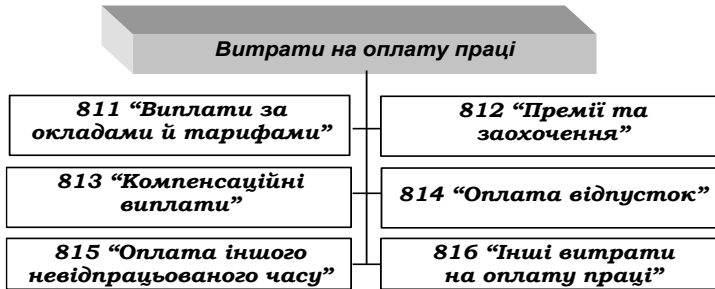 Витрати на оплату праці
811 “Виплати за
окладами й тарифами”
812 “Премії та
заохочення”
813 “Компенсаційні
виплати”
814 “Оплата відпусток”
815 “Оплата іншого
невідпрацьованого часу”
816 “Інші витрати
на оплату праці”